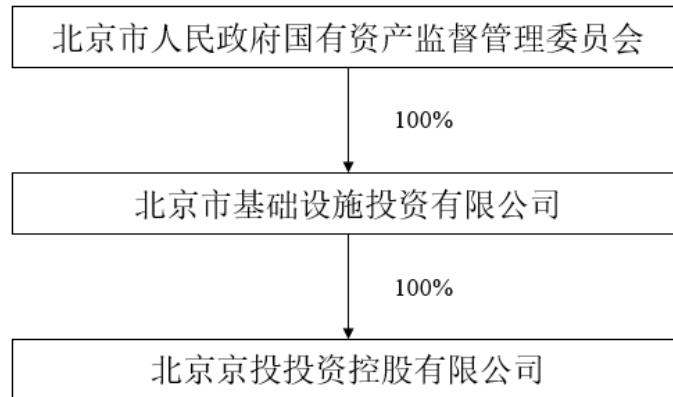 北京市人民政府国有资产监督管理委员会
100%
北京市基础设施投资有限公司
100%
北京京投投资控股有限公司